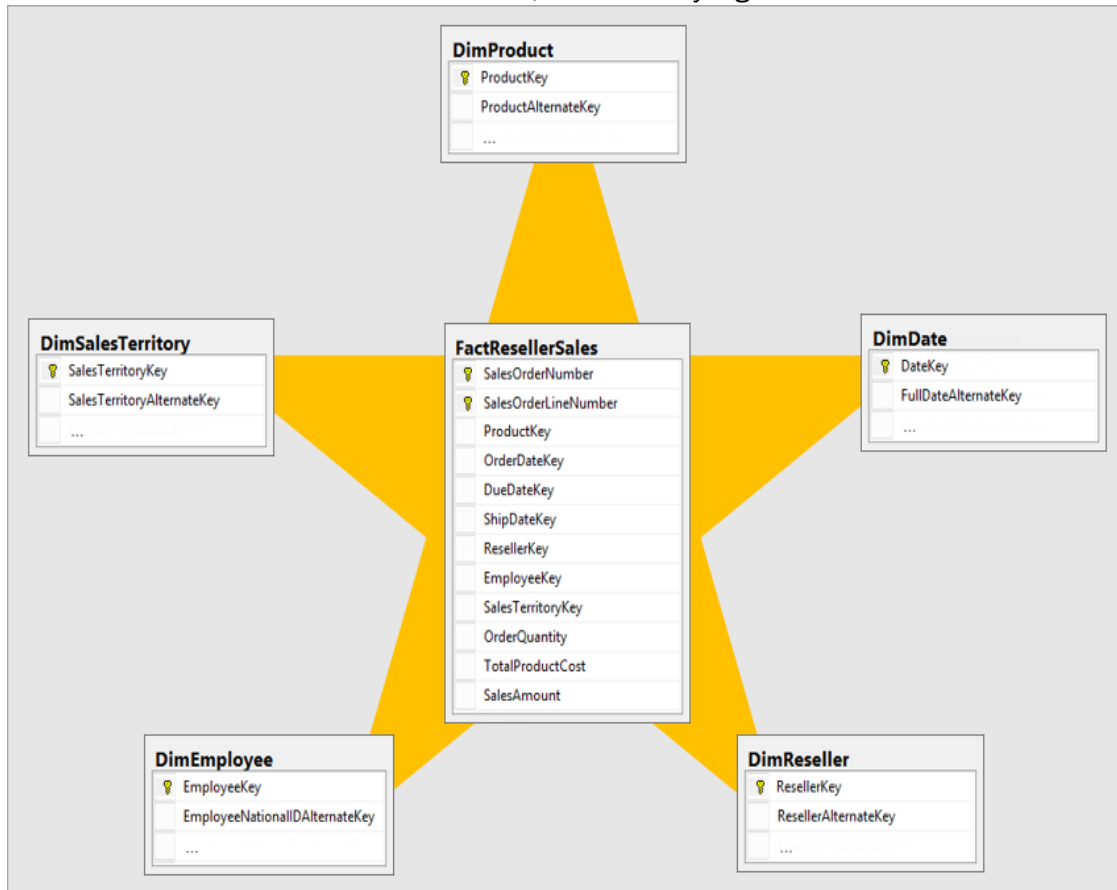 DimProduct
ProductKey
ProductAlternateKey
...
DimSalesTerritory
SalesTerritoryKey
SalesTerritoryAlternateKey
...
FactResellerSales
SalesOrderNumber
SalesOrderLineNumber
ProductKey
OrderDateKey
DueDateKey
ShipDateKey
ResellerKey
EmployeeKey
SalesTerritoryKey
OrderQuantity
TotalProductCost
SalesAmount
DimDate
DateKey
FullDateAlternateKey
...
DimEmployee
EmployeeKey
EmployeeNationalIDAlternateKey
...
DimReseller
ResellerKey
ResellerAlternateKey
...